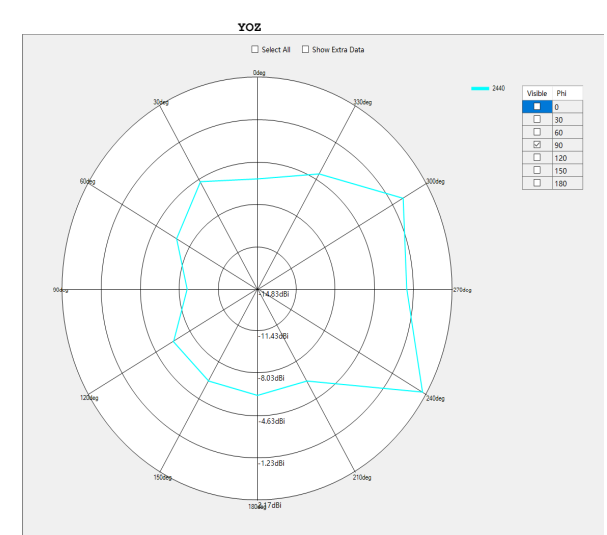 YOZ
Select All Show Extra Data
0deg
2440
Visible Phi
0
30
60
90
120
150
180
30deg 330deg
60deg 300deg
90deg 270deg
-14.83dBi
-11.43dBi
-8.03dBi
120deg 240deg
-4.63dBi
-1.23dBi
150deg 210deg
180deg